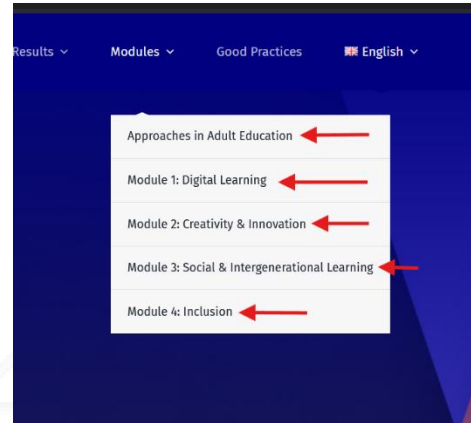 Results Modules Good Practices English
Approaches in Adult Education
Module 1: Digital Learning
Module 2: Creativity & Innovation
Module 3: Social & Intergenerational Learning
Module 4: Inclusion